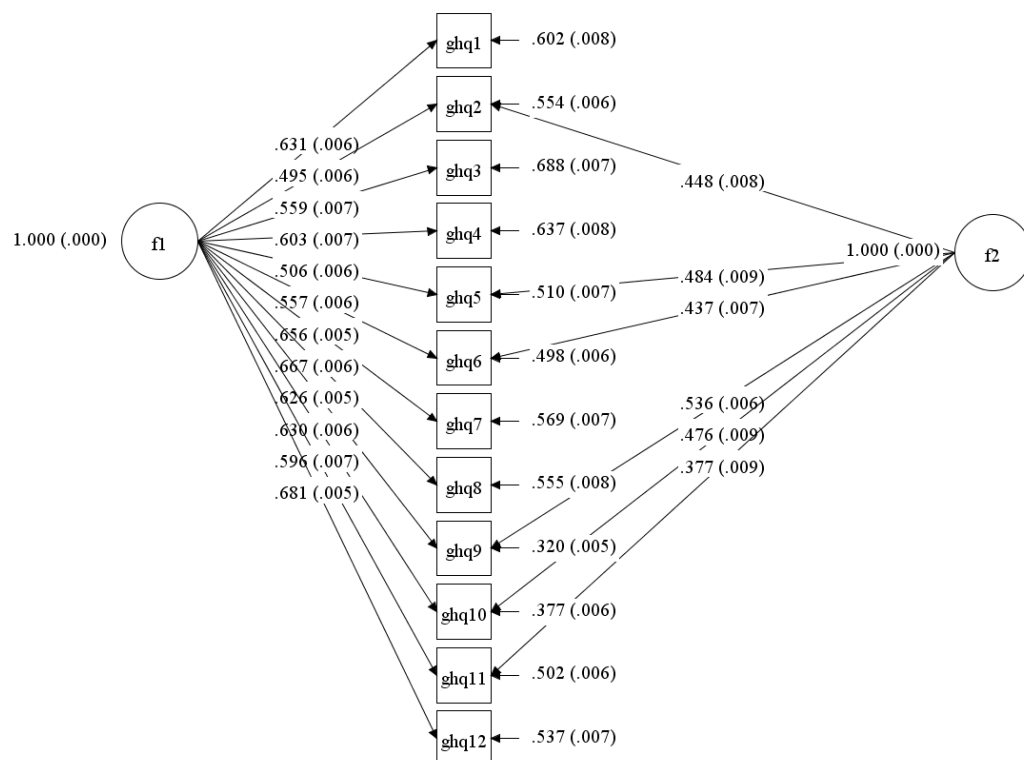 ghq1
.602 (.008)
ghq2
.554 (.006)
.631 (.006)
ghq3
.688 (.007)
.495 (.006)
.448 (.008)
.559 (.007)
ghq4
.637 (.008)
1.000 (.000)
f1
.603 (.007)
1.000 (.000)
f2
.506 (.006)
ghq5
.510 (.007)
.484 (.009)
.557 (.006)
.437 (.007)
.656 (.005)
ghq6
.498 (.006)
.667 (.006)
.626 (.005)
.536 (.006)
ghq7
.569 (.007)
.630 (.006)
.476 (.009)
.596 (.007)
.377 (.009)
ghq8
.555 (.008)
.681 (.005)
ghq9
.320 (.005)
ghq10
.377 (.006)
ghq11
.502 (.006)
ghq12
.537 (.007)